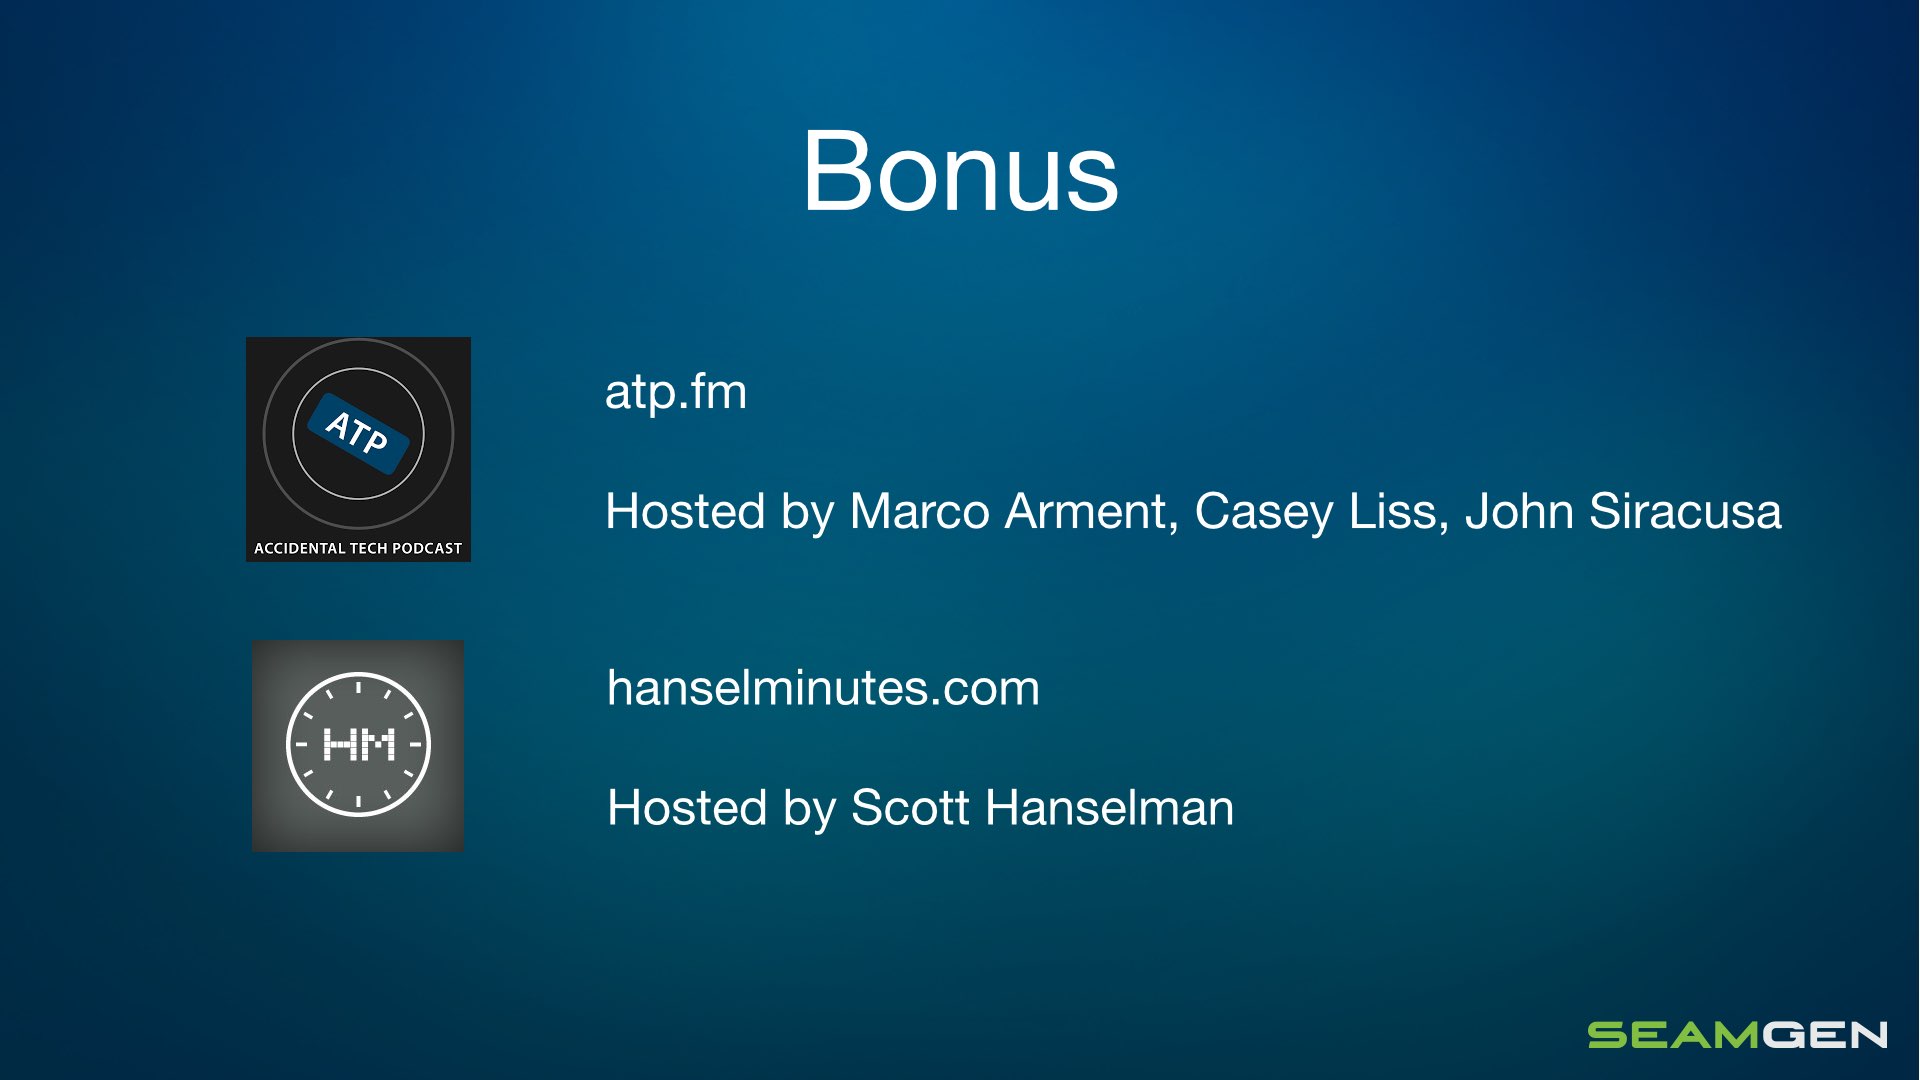 Bonus
ATP
ACCIDENTAL TECH PODCAST
atp.fm
Hosted by Marco Arment, Casey Liss, John Siracusa
HM
hanselminutes.com
Hosted by Scott Hanselman
SEAMGEN